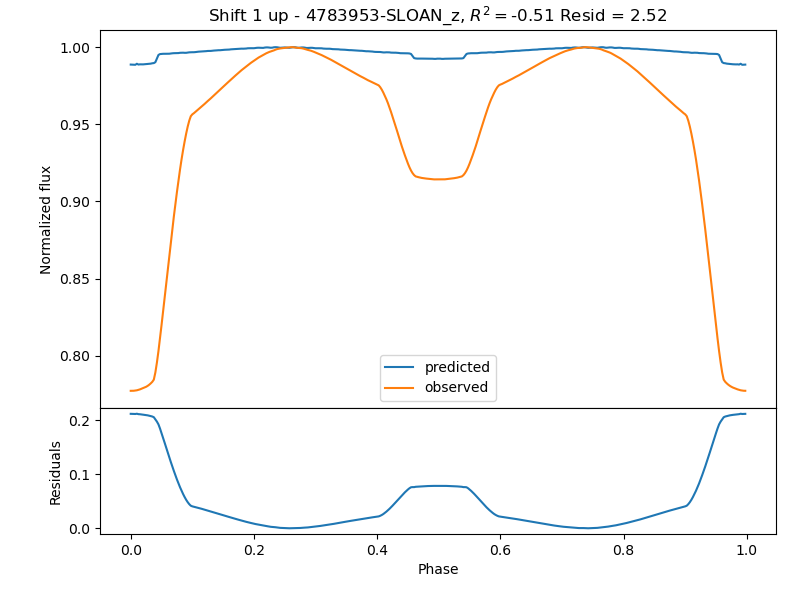 Shift 1 up - 4783953-SLOAN_z, $R^2 = $-0.51 Resid = 2.52
Normalized flux
1.00
0.95
0.90
0.85
0.80
predicted
observed
Residuals
0.2
0.1
0.0
0.0 0.2 0.4 0.6 0.8 1.0
Phase